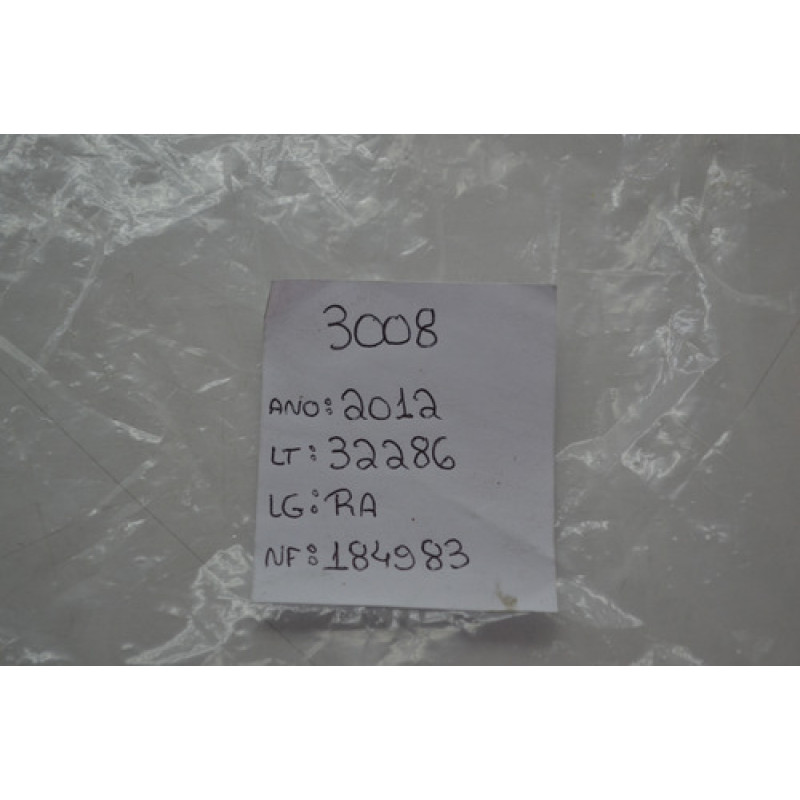 3008
ANO: 2012
LT: 32286
LG: RA
NF: 184983